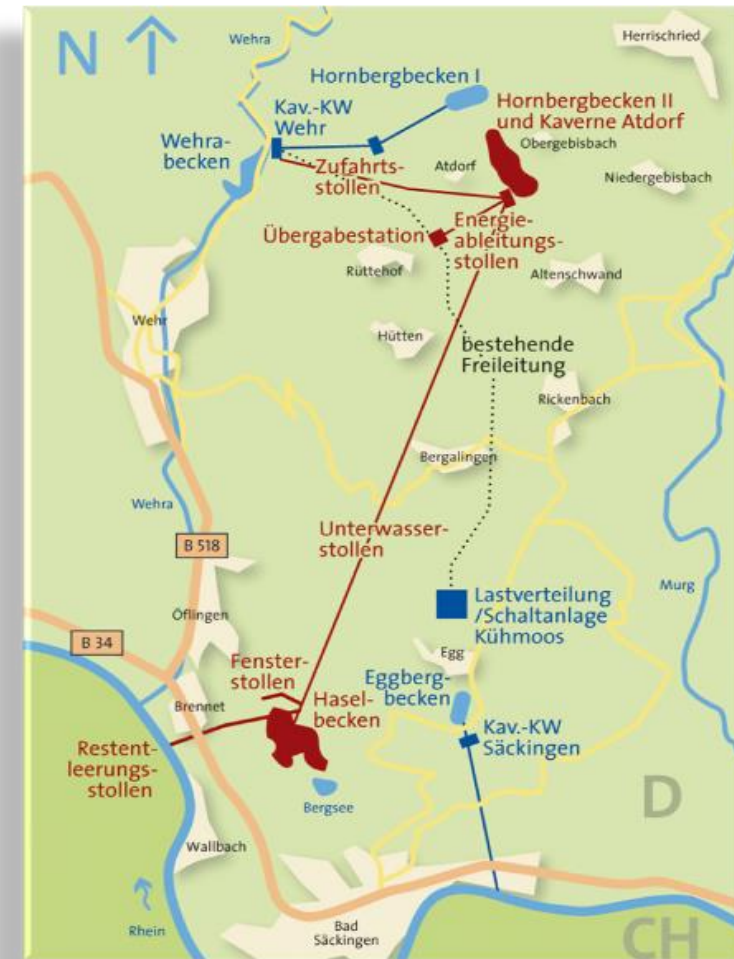 N
Wehra
Herrischried
Hornbergbecken I
Kav.-KW
Wehr
Hornbergbecken II
und Kaverne Atdorf
Wehra-
becken
Obergebisbach
Zufahrts-
stollen
Atdorf
Niedergebisbach
Übergabestation
Energie-
ableitungs-
stollen
Rüttehof
Altenschwand
Wehr
Hütten
bestehende
Freileitung
Rickenbach
Bergalingen
Wehra
Unterwasser-
stollen
B 518
Murg
Lastverteilung
/Schaltanlage
Kühmoos
Öflingen
B 34
Egg
Fenster-
stollen
Eggberg-
becken
Hasel-
becken
Brennet
Kav.-KW
Säckingen
Restent-
leerungs-
stollen
D
Bergsee
Wallbach
Rhein
Bad
Säckingen
CH